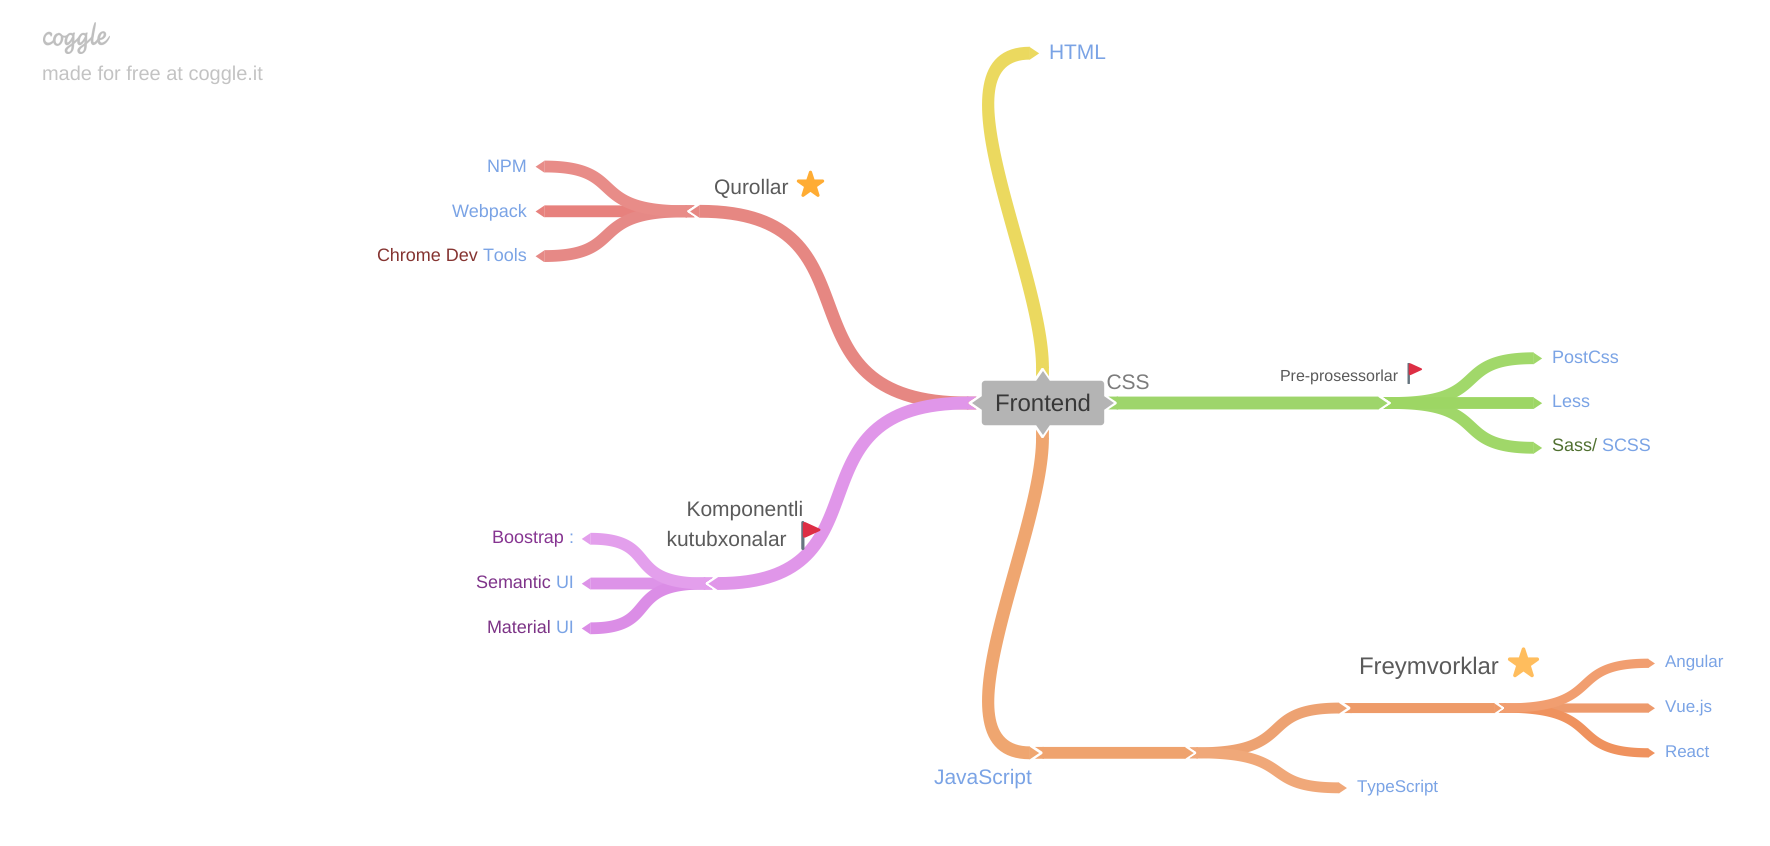 coggle
made for free at coggle.it
HTML
NPM
Webpack
Chrome Dev Tools
Qurollar
Frontend
CSS
Pre-prosessorlar
PostCss
Less
Sass/ SCSS
Komponentli
kutubxonalar
Boostrap :
Semantic UI
Material UI
JavaScript
Freymvorklar
Angular
Vue.js
React
TypeScript